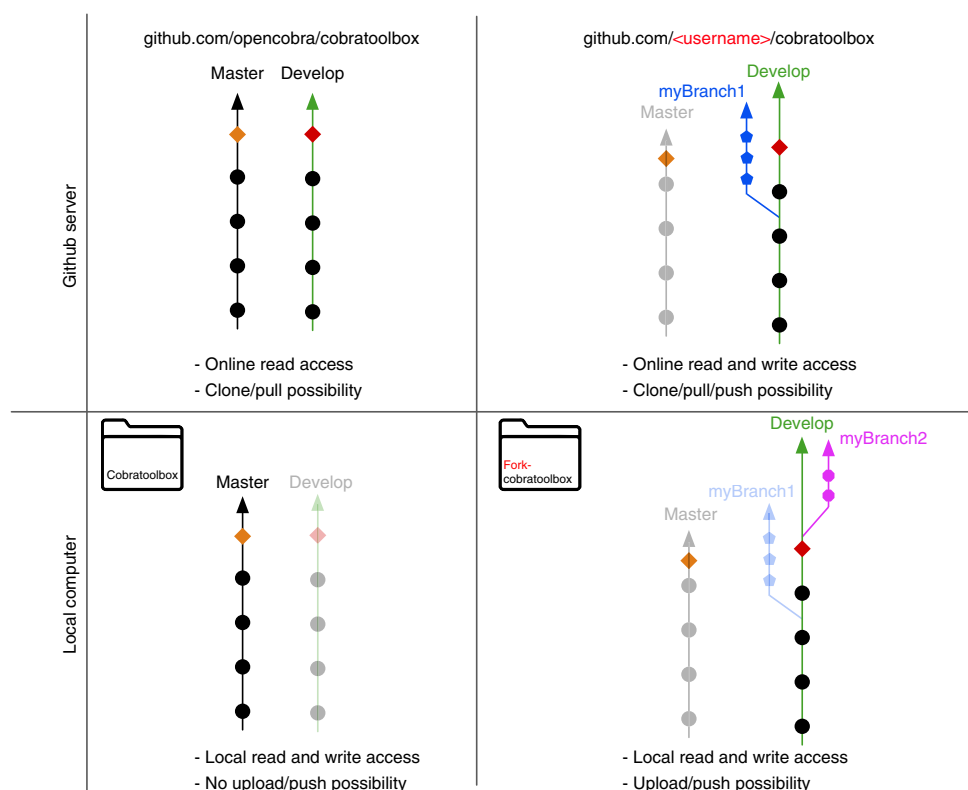 github.com/opencobra/cobratoolbox
Master
Develop
- Online read access
- Clone/pull possibility
github.com/<username>/cobratoolbox
Develop
myBranch1
Master
- Online read and write access
- Clone/pull/push possibility
Github server
Cobratoolbox
Master
Develop
- Local read and write access
- No upload/push possibility
Fork-
cobratoolbox
Develop
myBranch2
myBranch1
Master
- Local read and write access
- Upload/push possibility
Local computer